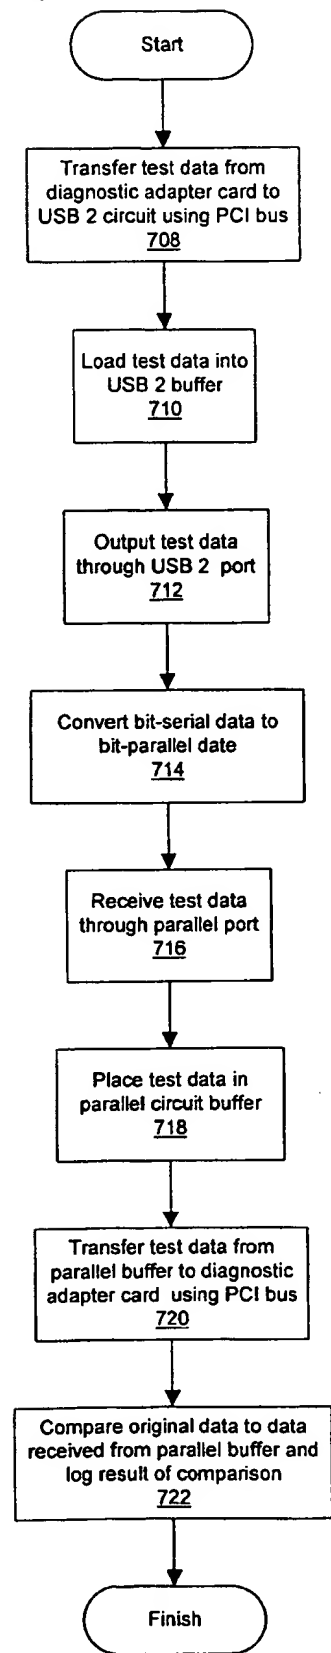 Start
Transfer test data from
diagnostic adapter card to
USB 2 circuit using PCI bus
708
Load test data into
USB 2 buffer
710
Output test data
through USB 2 port
712
Convert bit-serial data to
bit-parallel date
714
Receive test data
through parallel port
716
Place test data in
parallel circuit buffer
718
Transfer test data from
parallel buffer to diagnostic
adapter card using PCI bus
720
Compare original data to data
received from parallel buffer and
log result of comparison
722
Finish